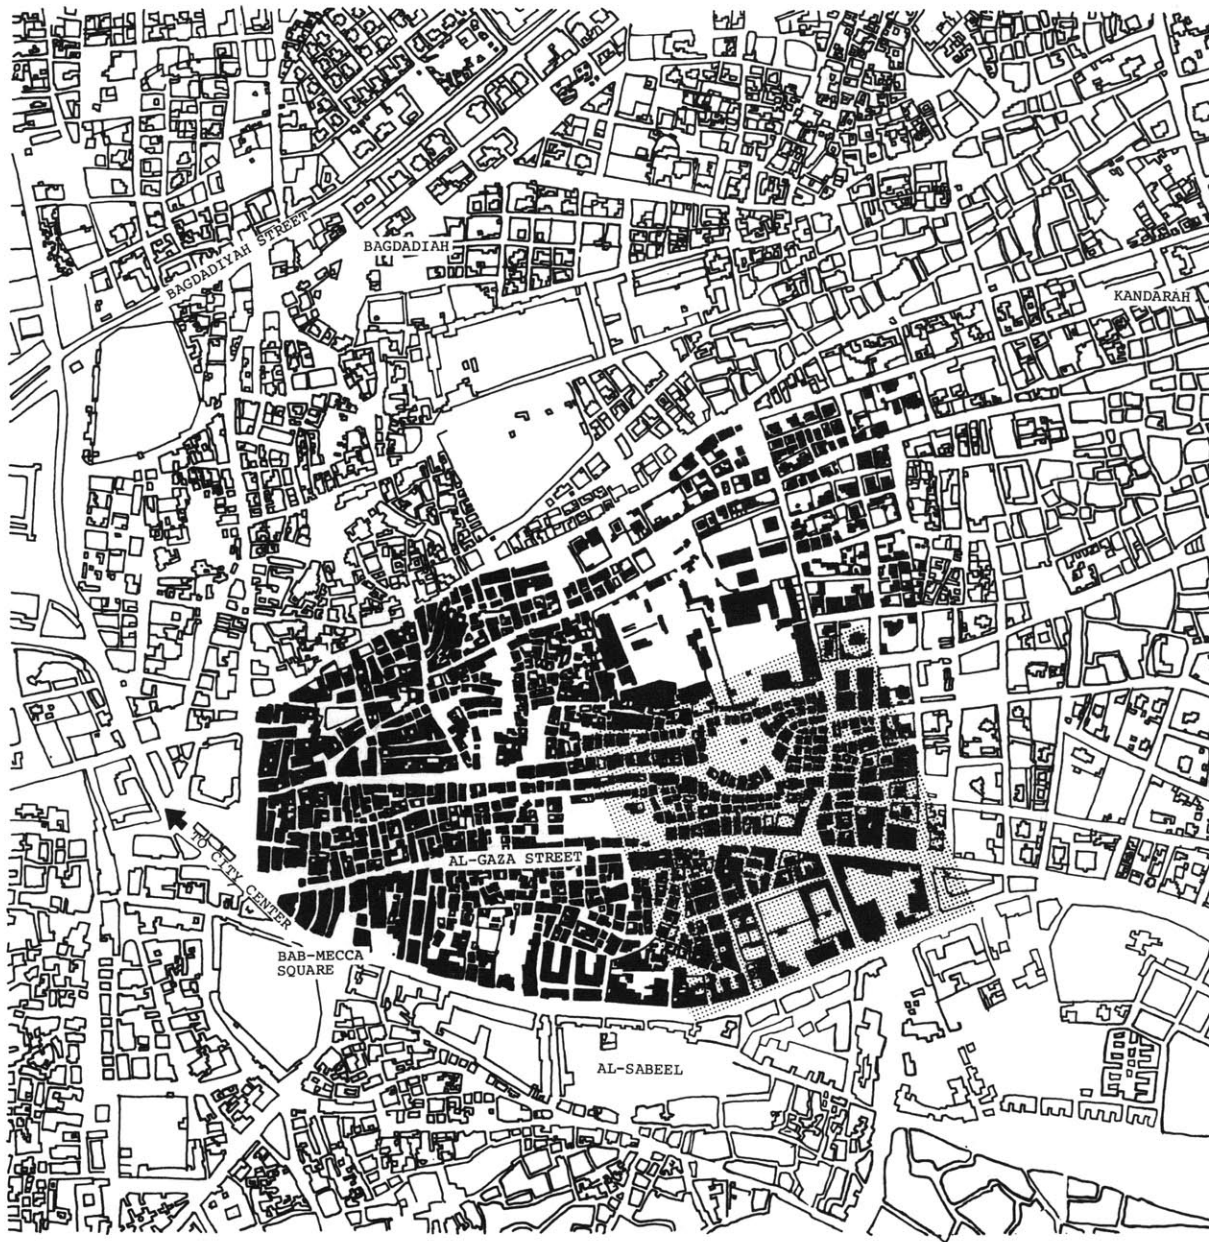 BAGDADIYAH STREET
BAGDADIAH
KANDARAH
TO CITY CENTER
AL-GAZA STREET
BAB-MECCA
SQUARE
AL-SABEEL